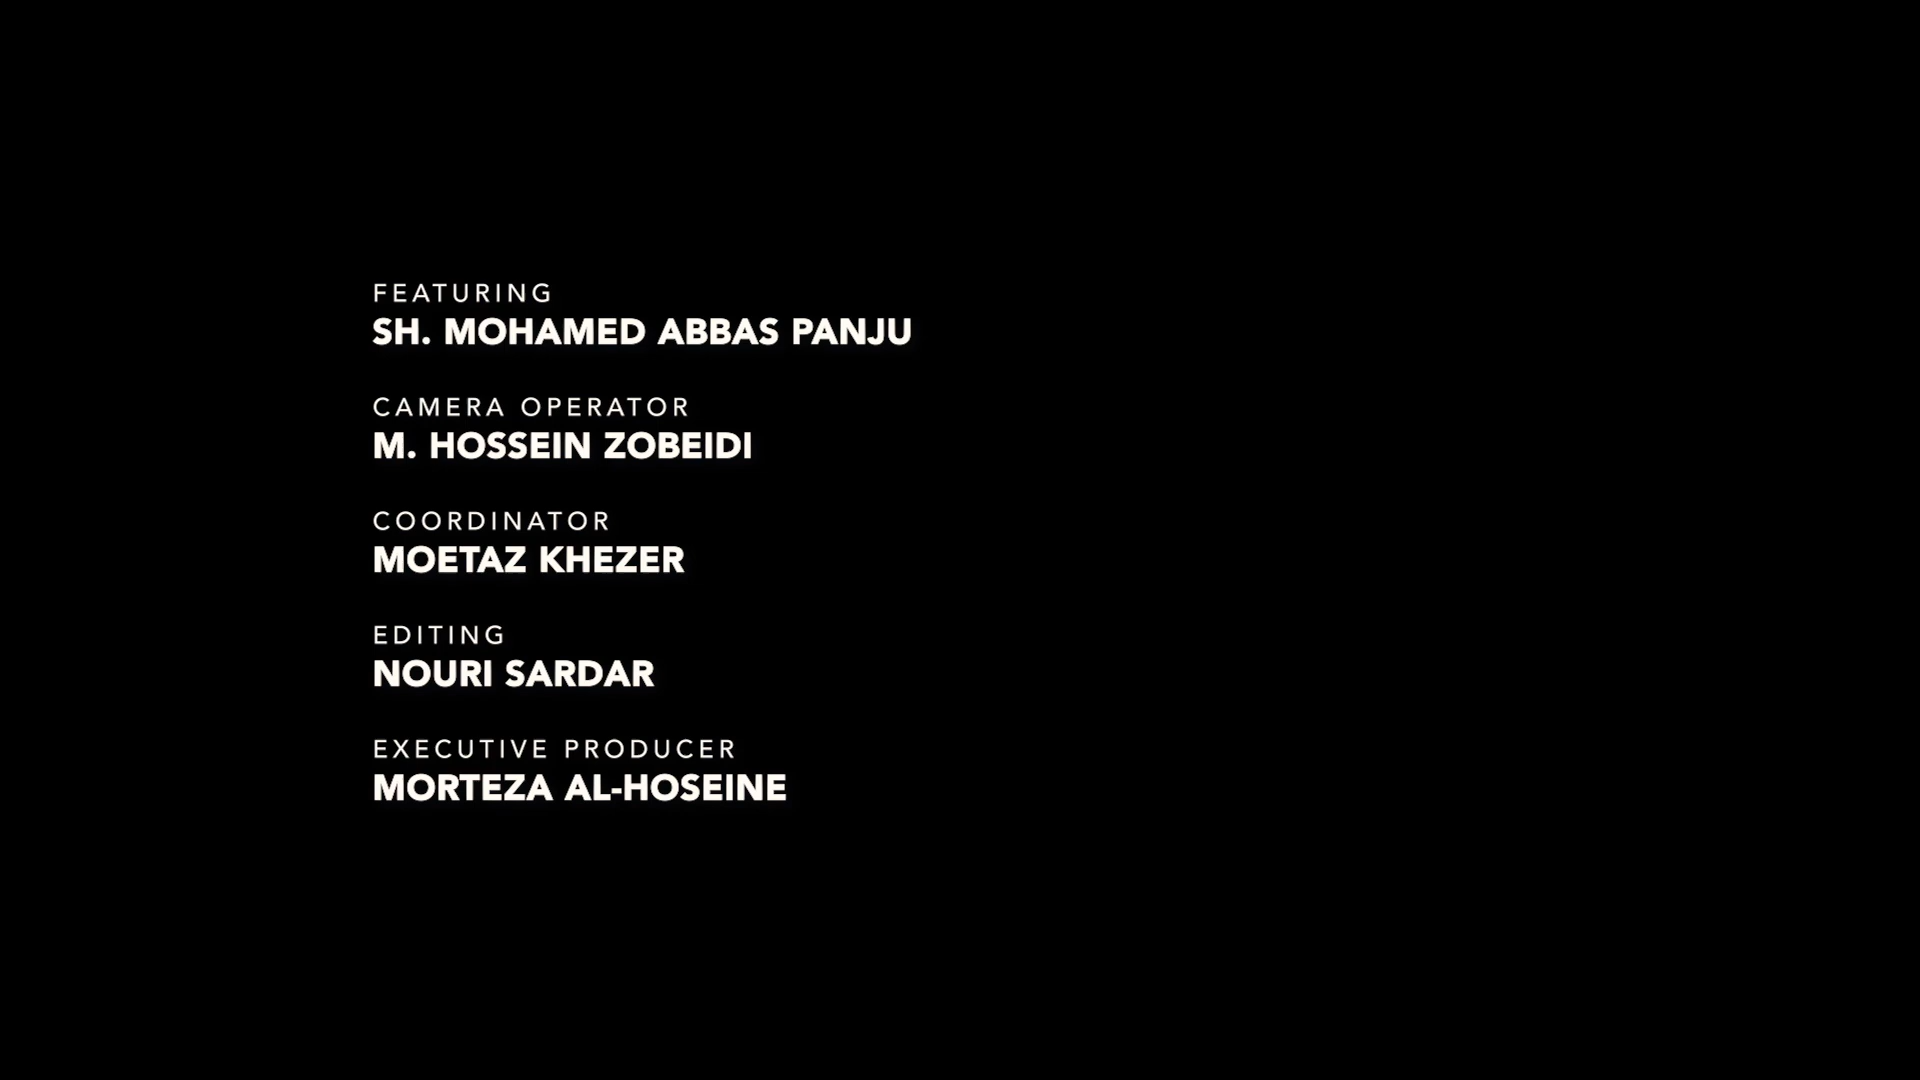 FEATURING
SH. MOHAMED ABBAS PANJU
CAMERA OPERATOR
M. HOSSEIN ZOBEIDI
COORDINATOR
MOETAZ KHEZER
EDITING
NOURI SARDAR
EXECUTIVE PRODUCER
MORTEZA AL-HOSEINE